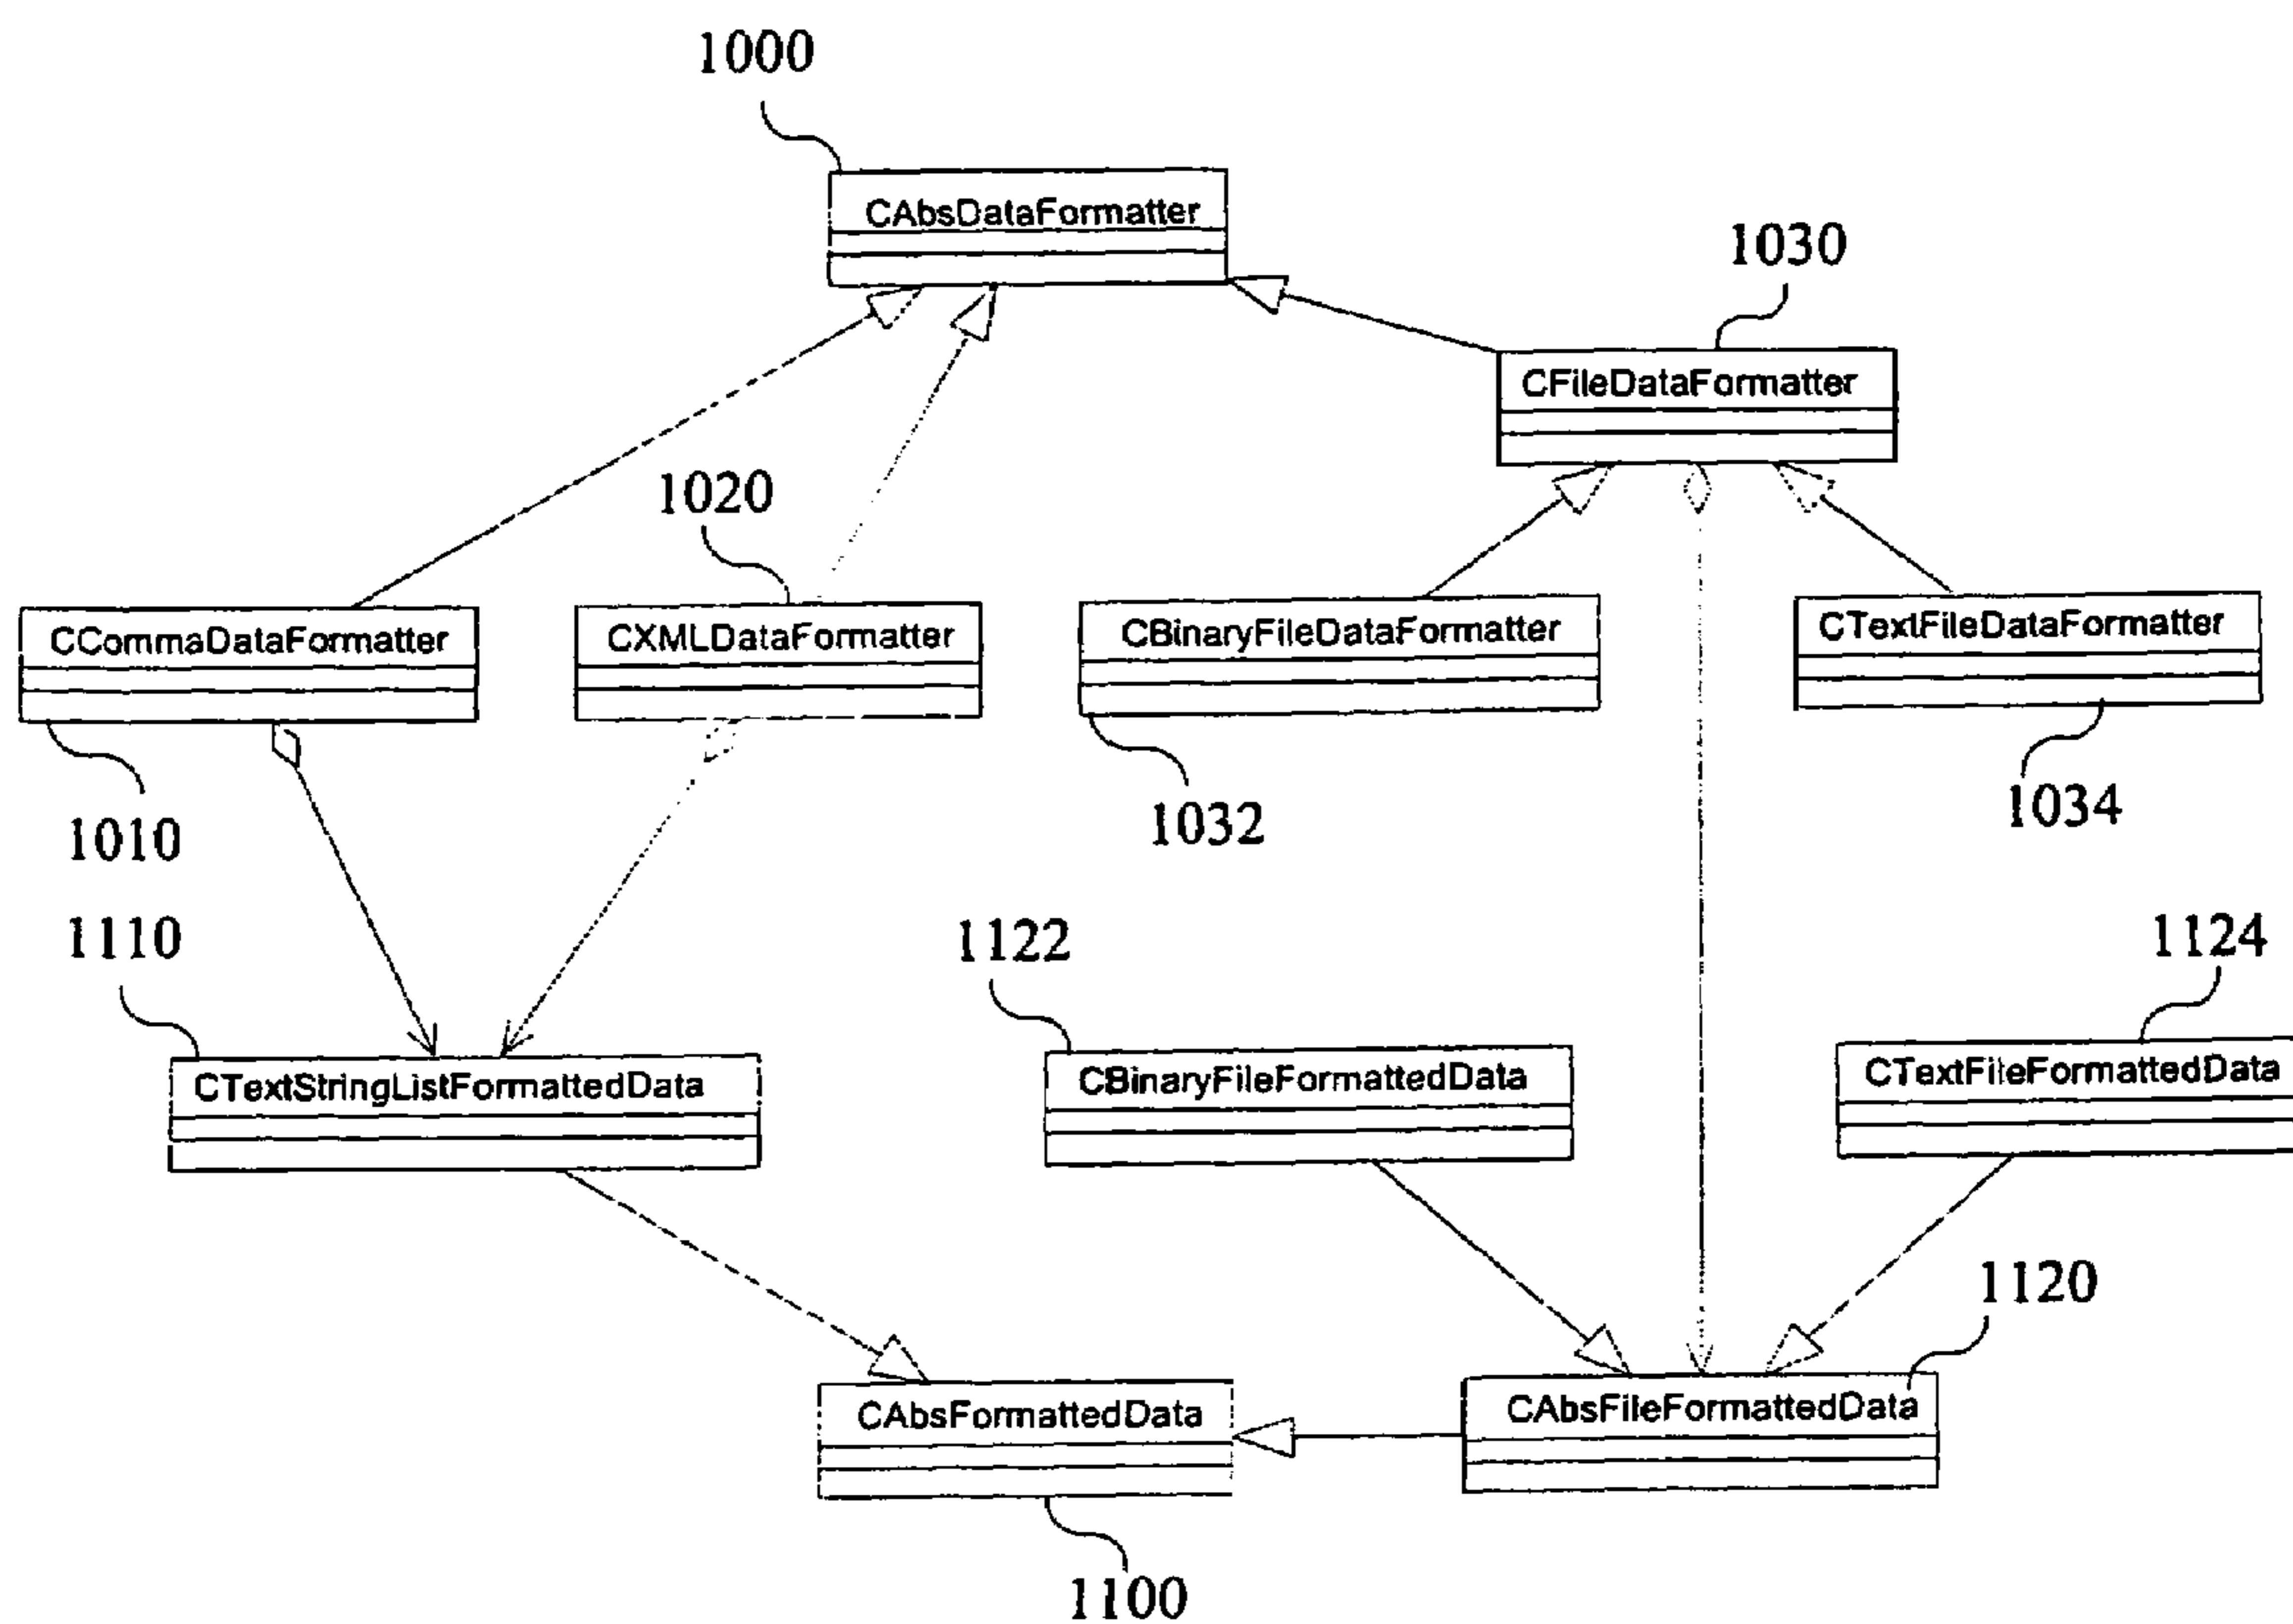 1000
CAbsDataFormatter
1030
CFileDataFormatter
1020
CCommaDataFormatter
CXMLDataFormatter
CBinaryFileDataFormatter
CTextFileDataFormatter
1010
1032
1034
1110
1122
1124
CTextStringListFormattedData
CBinaryFileFormattedData
CTextFileFormattedData
1120
CAbsFormattedData
CAbsFileFormattedData
1100